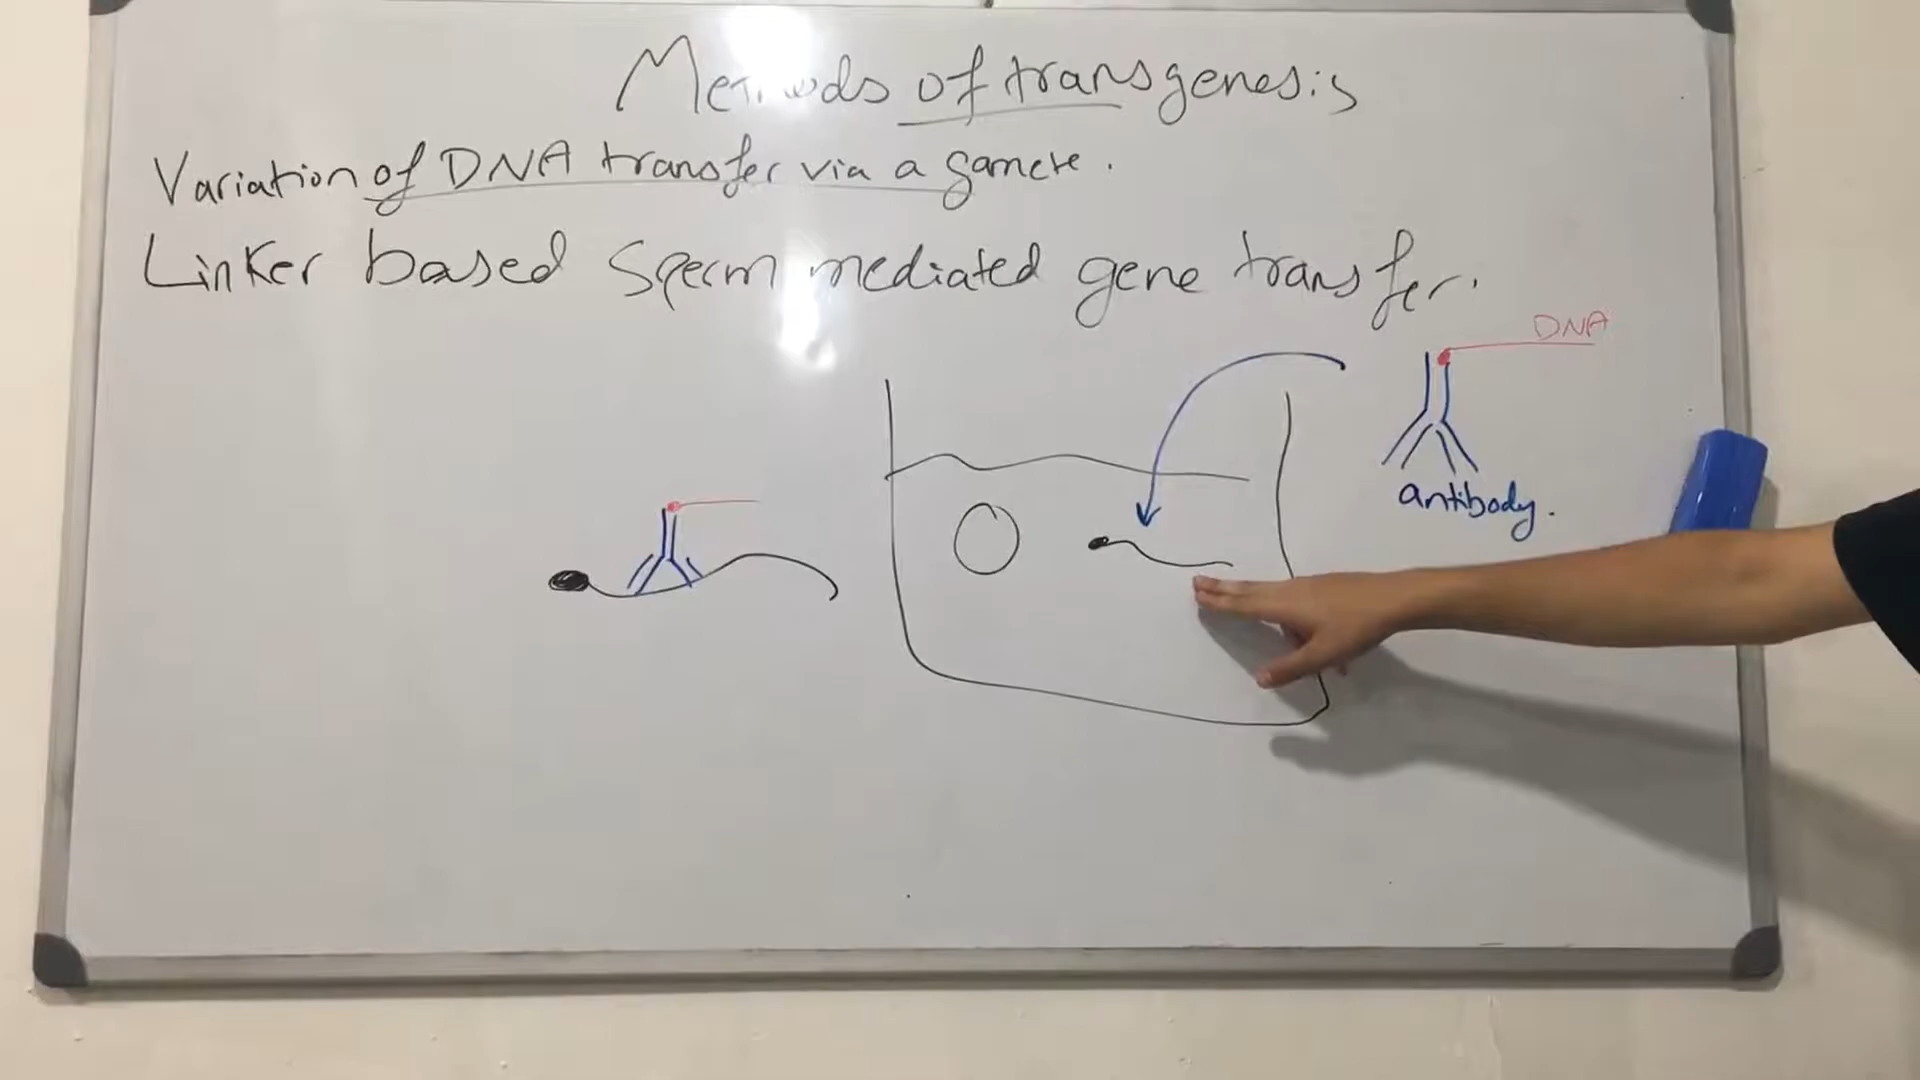 Methods of transgenesis
Variation of DNA transfer via a gamete.
Linker based sperm mediated gene transfer.
DNA
antibody.